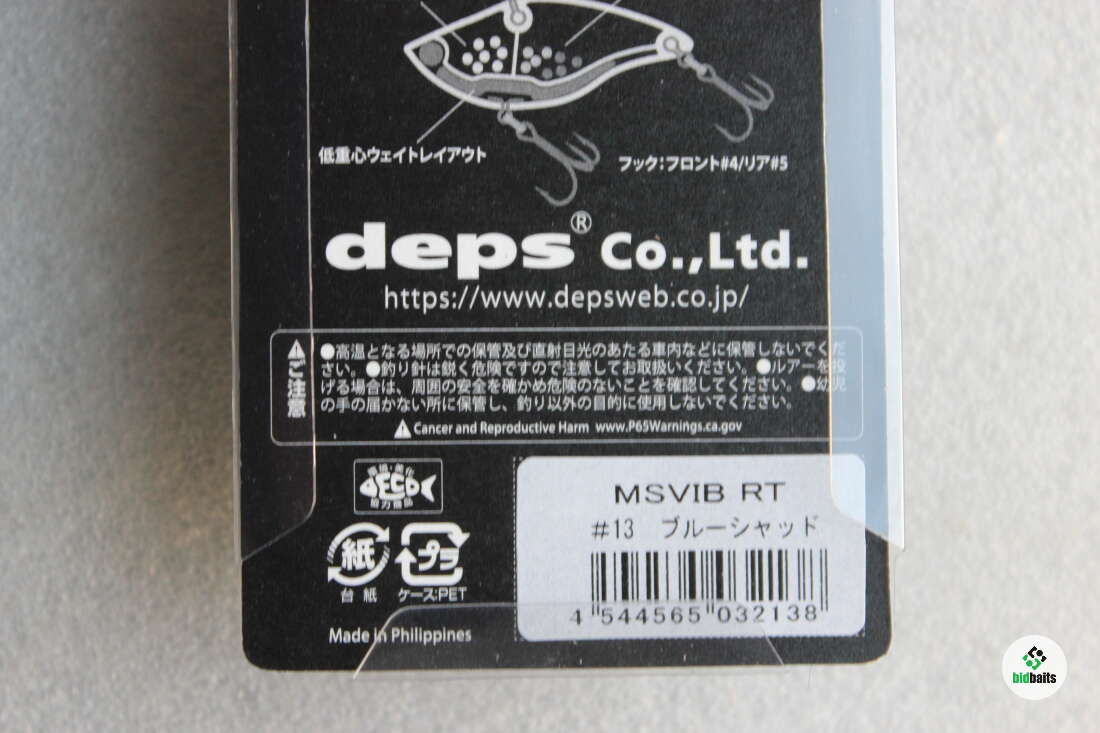 低重心ウェイトレイアウト
フック:フロント#4/リア#5
deps® Co.,Ltd.
https://www.depsweb.co.jp/
ご注意
●高温となる場所での保管及び直射日光のあたる車内などに保管しないでくだ
さい。●釣り針は鋭く危険ですので注意してお取扱いください。●ルアーを投
げる場合は、周囲の安全を確かめ危険のないことを確認してください。●幼児
の手の届かない所に保管し、釣り以外の目的に使用しないでください。
Cancer and Reproductive Harm www.P65Warnings.ca.gov
環境・美化
ECO
協力商品
紙
プラ
台紙
ケース:PET
Made in Philippines
MSVIB RT
#13 ブルーシャッド
4 544565 032138
bidbaits